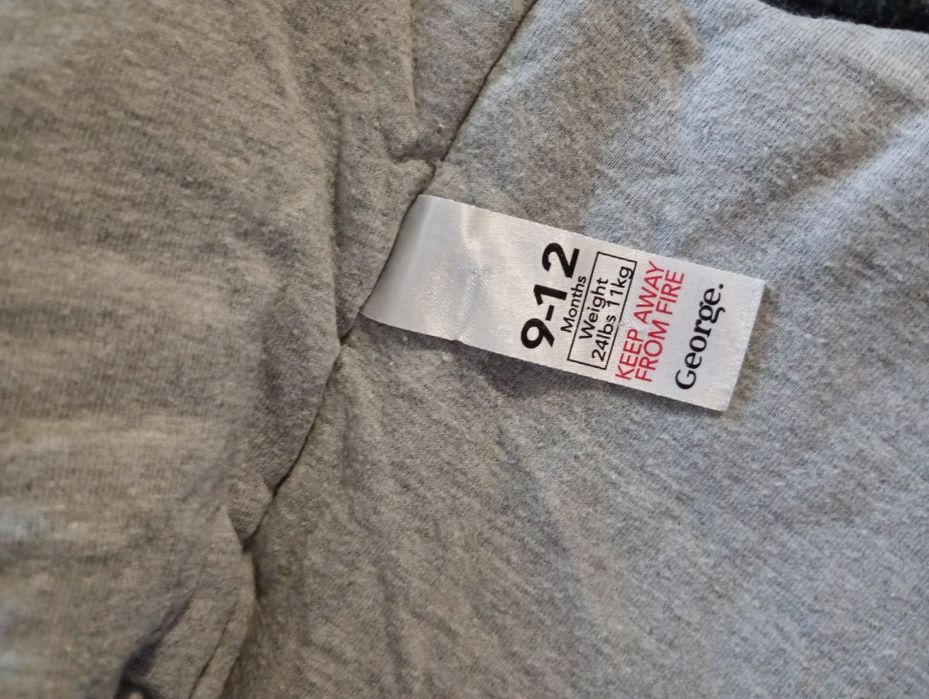 9-12
Months
Weight
24lbs 11kg
KEEP AWAY
FROM FIRE
George.